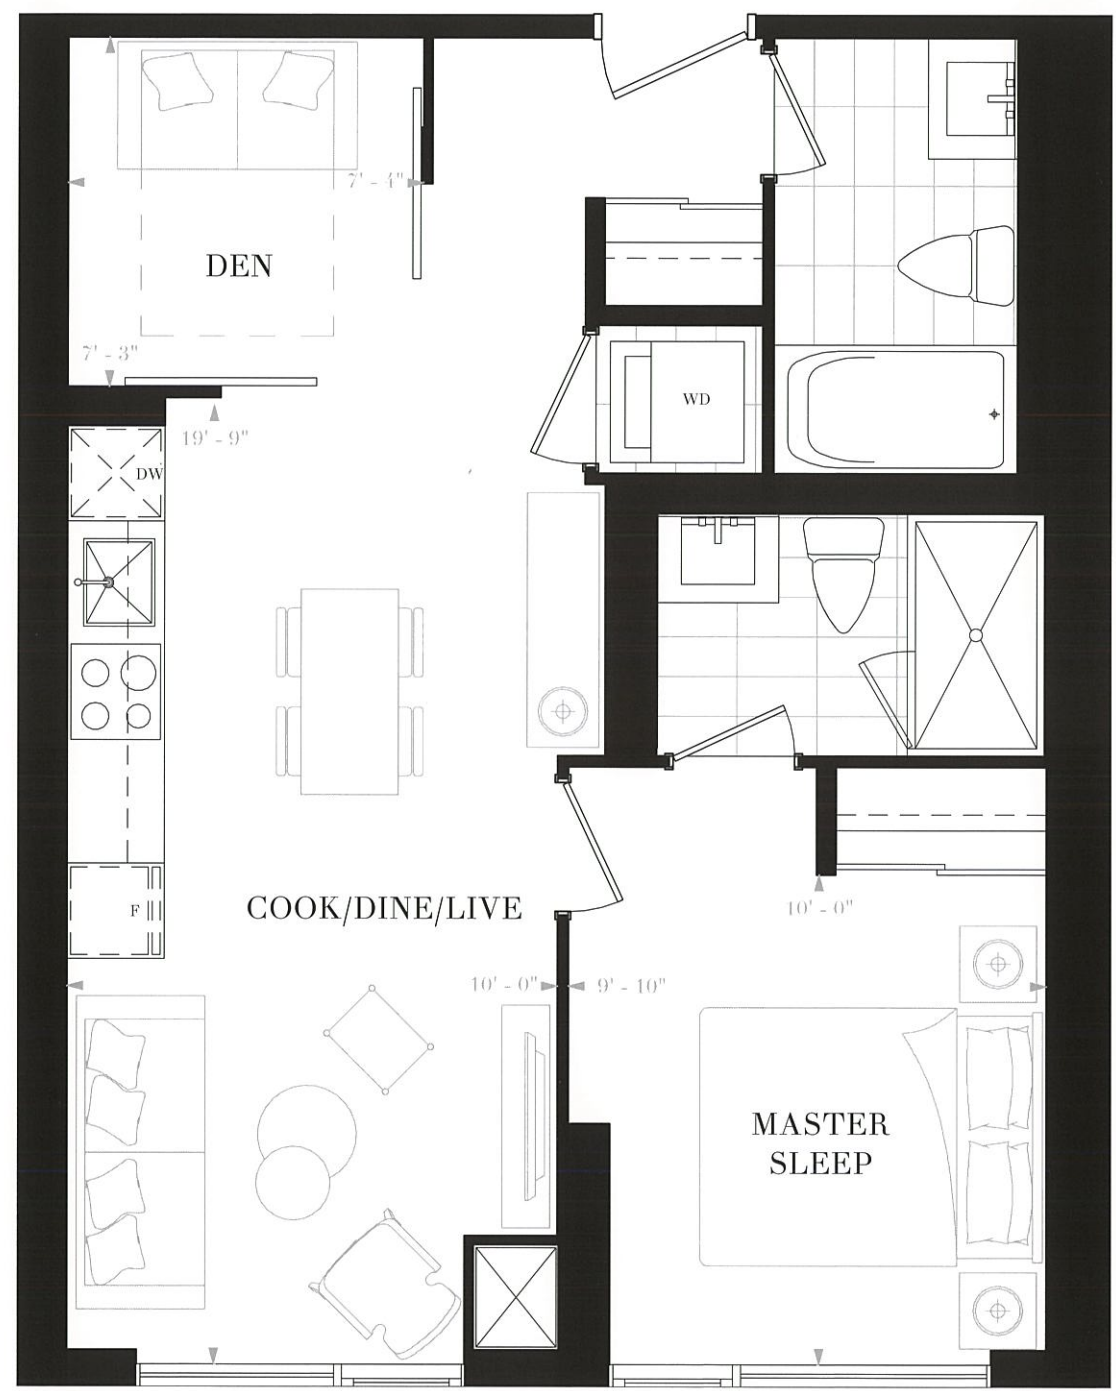 7' - 4"
DEN
7' - 3"
WD
19' - 9"
DW
F
COOK/DINE/LIVE
10' - 0"
10' - 0"
9' - 10"
MASTER
SLEEP